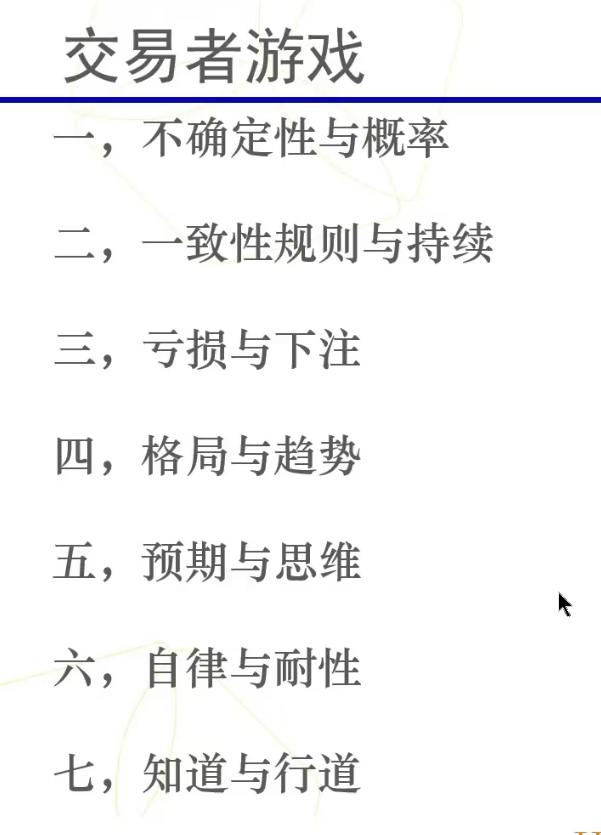 交易者游戏
一，不确定性与概率
二，一致性规则与持续
三，亏损与下注
四，格局与趋势
五，预期与思维
六，自律与耐性
七，知道与行道